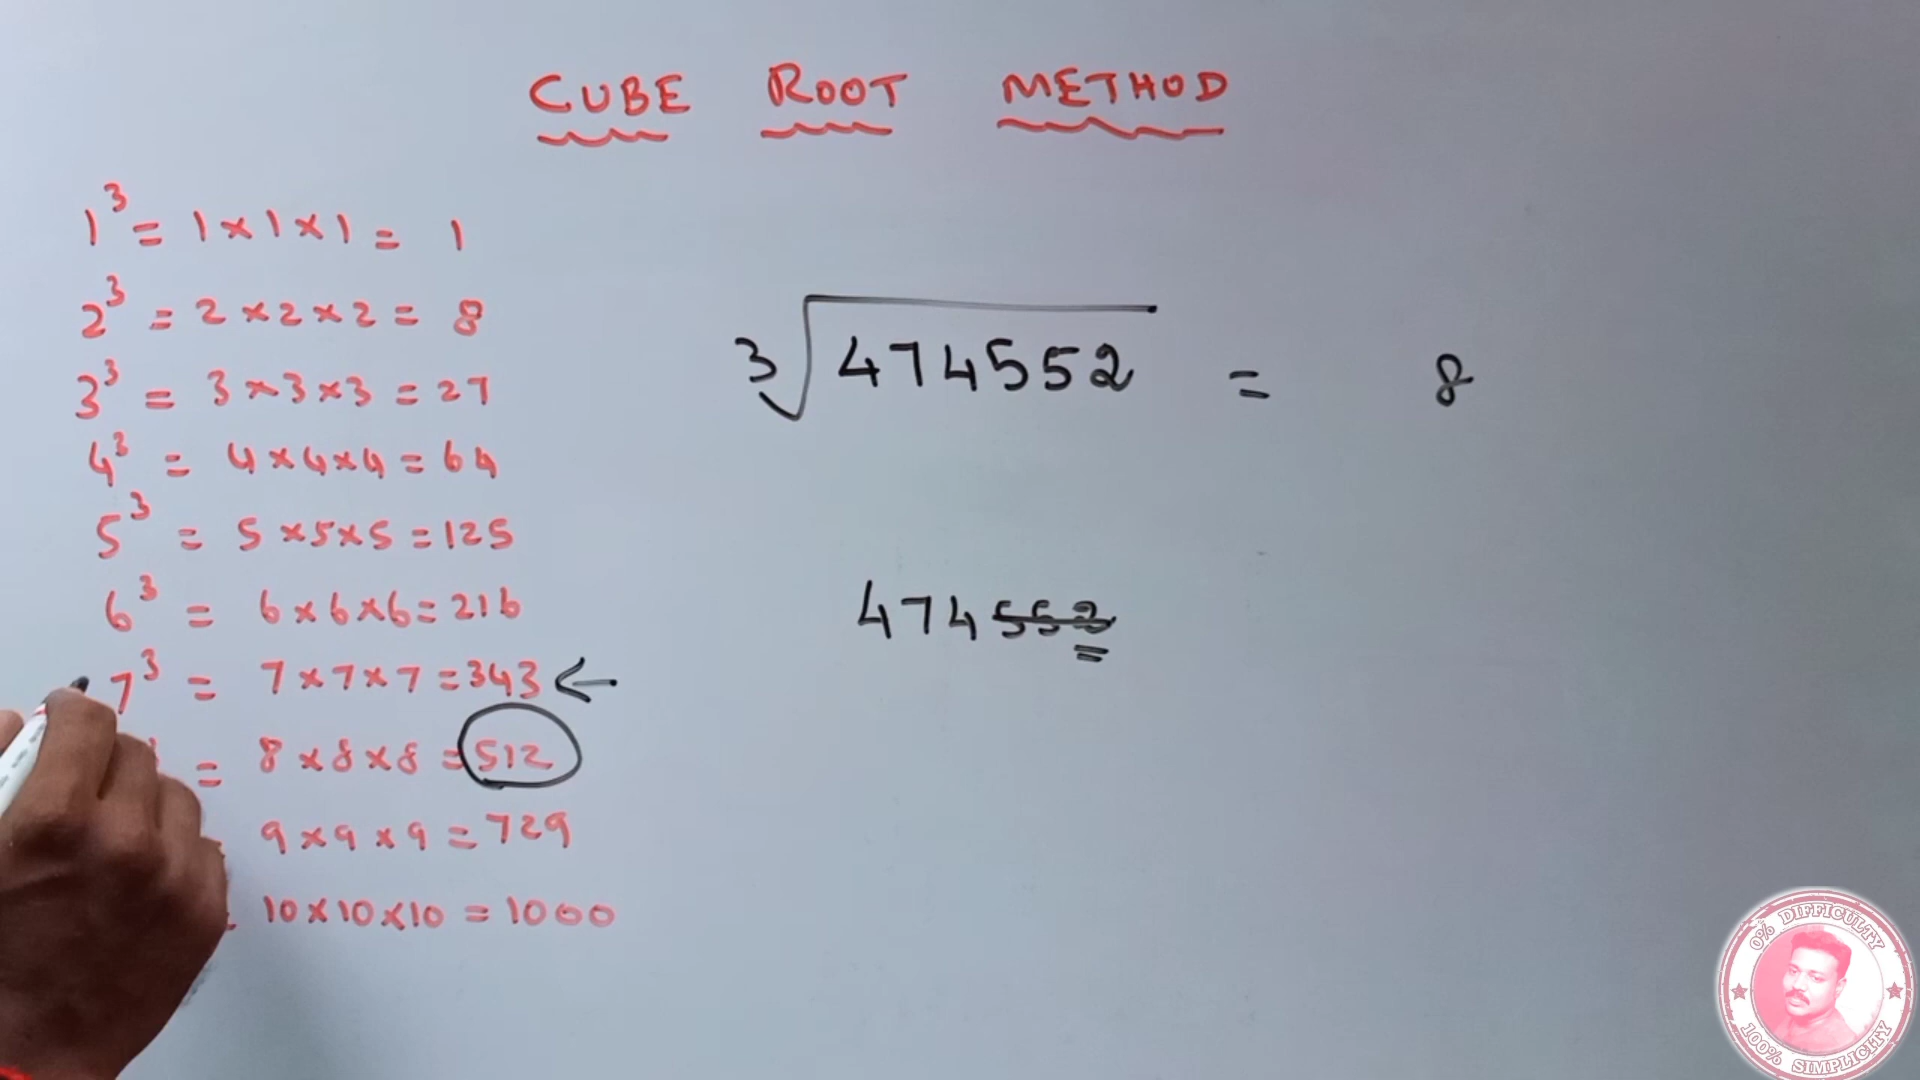 CUBE ROOT METHOD
1³ = 1 × 1 × 1 = 1
2³ = 2 × 2 × 2 = 8
3³ = 3 × 3 × 3 = 27
4³ = 4 × 4 × 4 = 64
5³ = 5 × 5 × 5 = 125
6³ = 6 × 6 × 6 = 216
7³ = 7 × 7 × 7 = 343 ←
= 8 × 8 × 8 = 512
9 × 9 × 9 = 729
10 × 10 × 10 = 1000
∛474552 = 8
474552
0% DIFFICULTY
100% SIMPLICITY